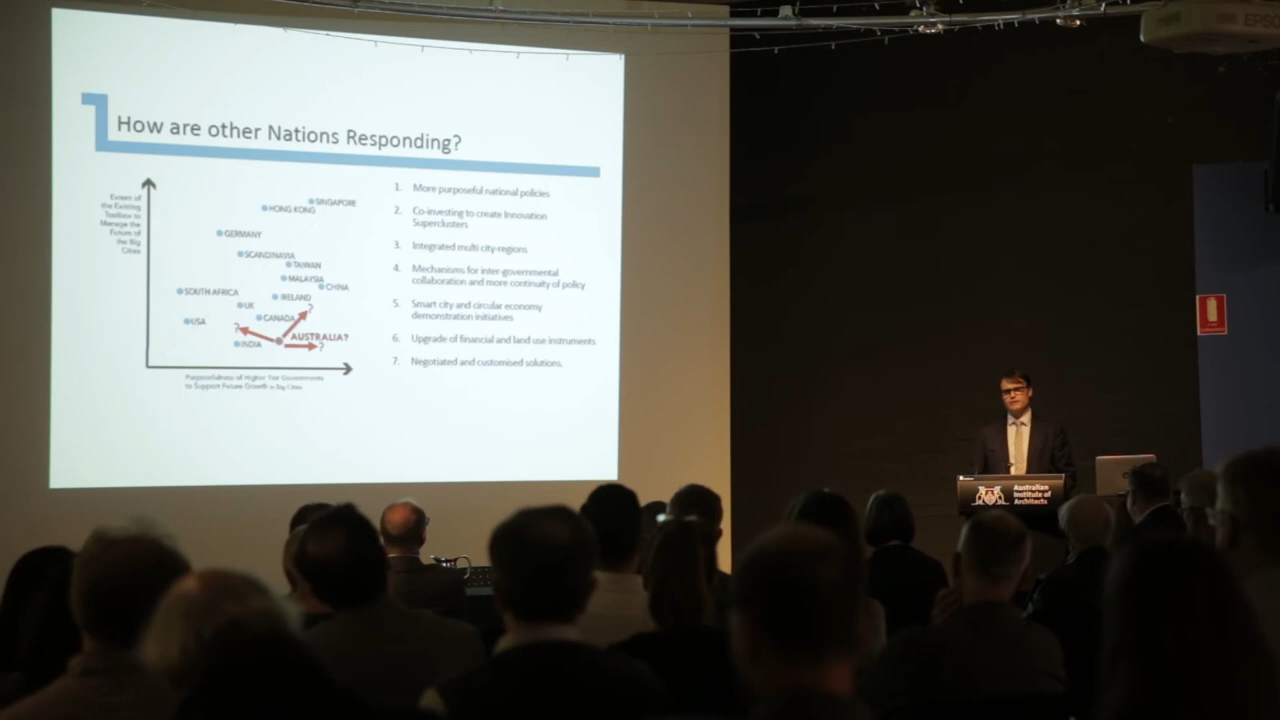 EPSON
How are other Nations Responding?
Extent of
the Existing
Toolbox to
Manage the
Future of
the Big
Cities
SINGAPORE
HONG KONG
GERMANY
SCANDINAVIA
TAIWAN
MALAYSIA
CHINA
SOUTH AFRICA
IRELAND
UK
?
CANADA
USA
?
AUSTRALIA?
INDIA
?
Purposefulness of Higher Tier Governments
to Support Future Growth in Big Cities
1. More purposeful national policies
2. Co-investing to create Innovation
Superclusters
3. Integrated multi city-regions
4. Mechanisms for inter-governmental
collaboration and more continuity of policy
5. Smart city and circular economy
demonstration initiatives
6. Upgrade of financial and land use instruments
7. Negotiated and customised solutions.
Australian
Institute of
Architects